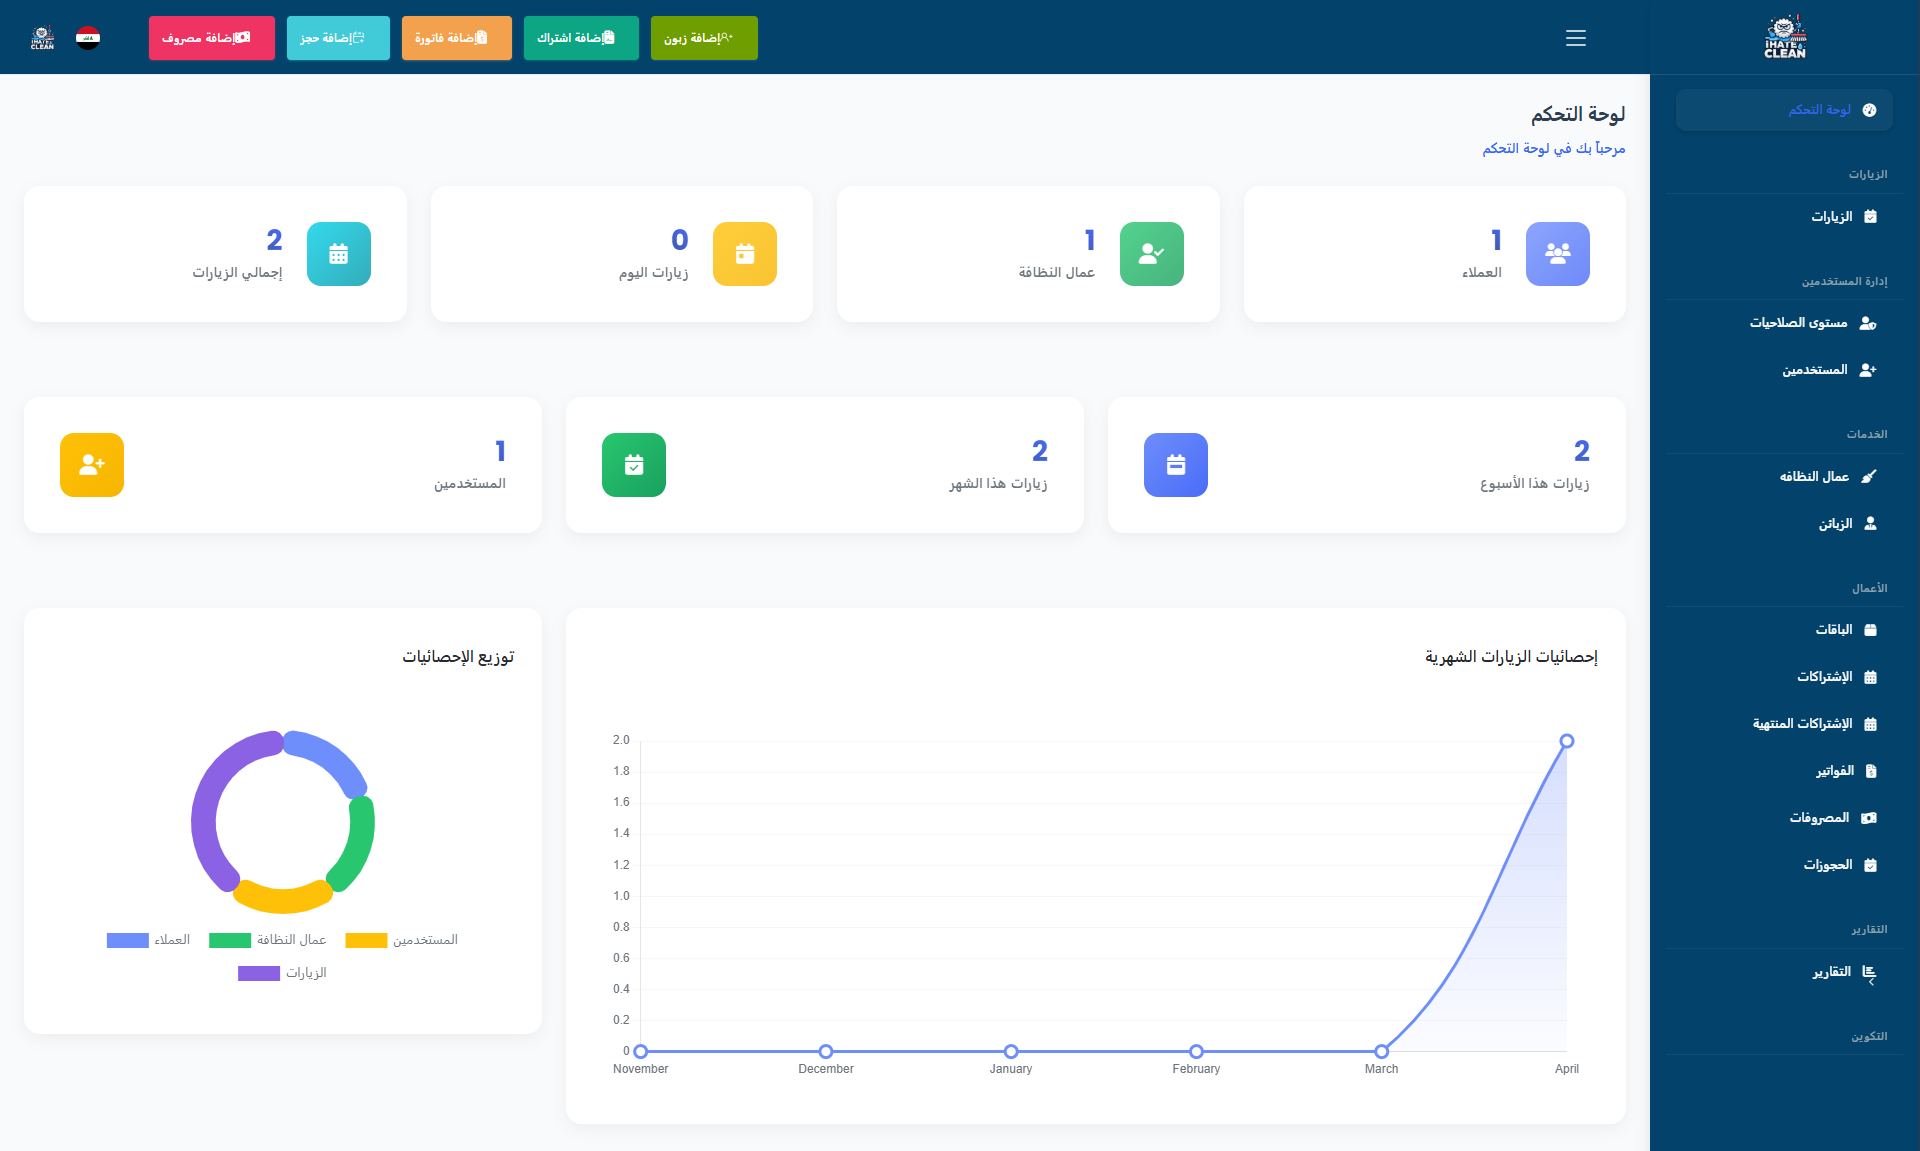 IHATE
CLEAN
إضافة زبون
إضافة اشتراك
إضافة فاتورة
إضافة حجز
إضافة مصروف
IHATE
CLEAN
لوحة التحكم
الزيارات
الزيارات
إدارة المستخدمين
مستوى الصلاحيات
المستخدمين
الخدمات
عمال النظافه
الزبائن
الأعمال
الباقات
الإشتراكات
الإشتراكات المنتهية
الفواتير
المصروفات
الحجوزات
التقارير
التقارير
التكوين
لوحة التحكم
مرحباً بك في لوحة التحكم
1
العملاء
1
عمال النظافة
0
زيارات اليوم
2
إجمالي الزيارات
2
زيارات هذا الأسبوع
2
زيارات هذا الشهر
1
المستخدمين
إحصائيات الزيارات الشهرية
2.0
1.8
1.6
1.4
1.2
1.0
0.8
0.6
0.4
0.2
0
November December January February March April
توزيع الإحصائيات
العملاء عمال النظافة المستخدمين
الزيارات